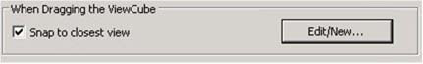 When Dragging the ViewCube
Snap to closest view
Edit/New...